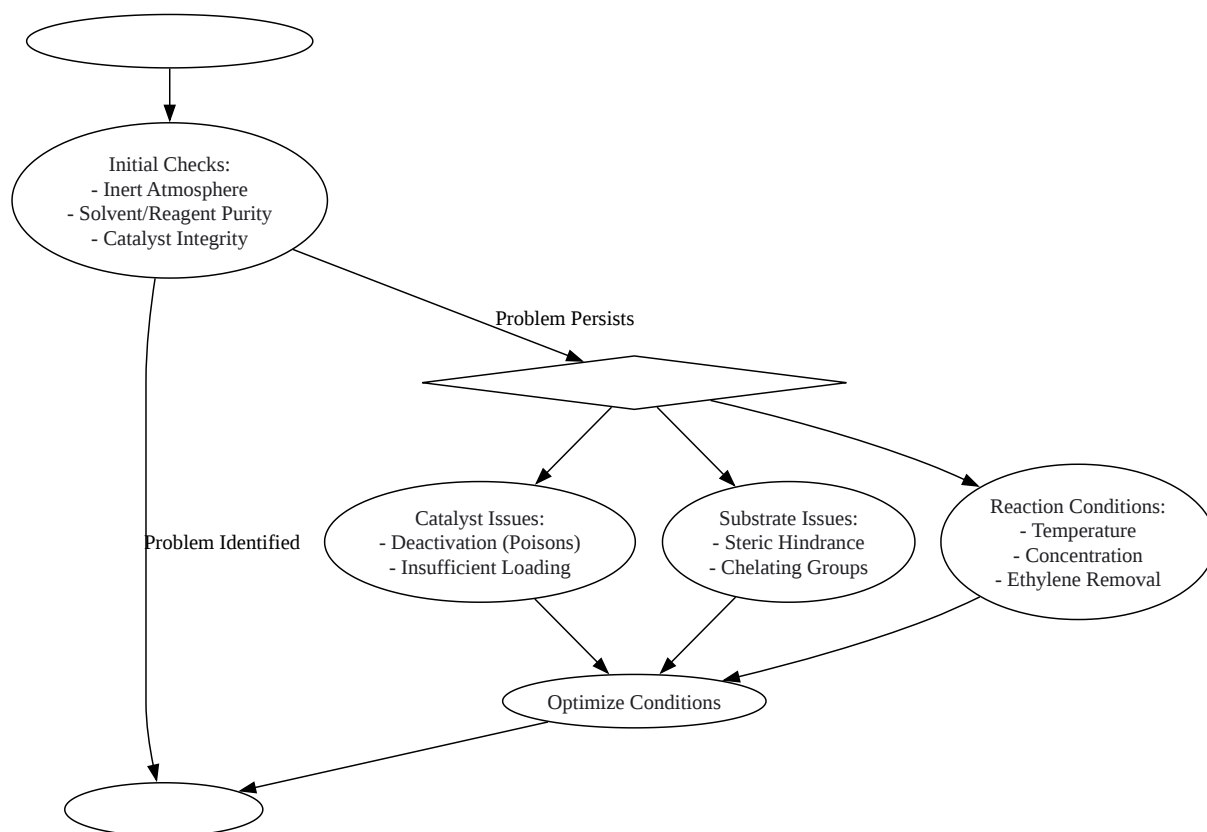 Initial Checks:
- Inert Atmosphere
- Solvent/Reagent Purity
- Catalyst Integrity
Problem Persists
Problem Identified
Catalyst Issues:
- Deactivation (Poisons)
- Insufficient Loading
Substrate Issues:
- Steric Hindrance
- Chelating Groups
Reaction Conditions:
- Temperature
- Concentration
- Ethylene Removal
Optimize Conditions